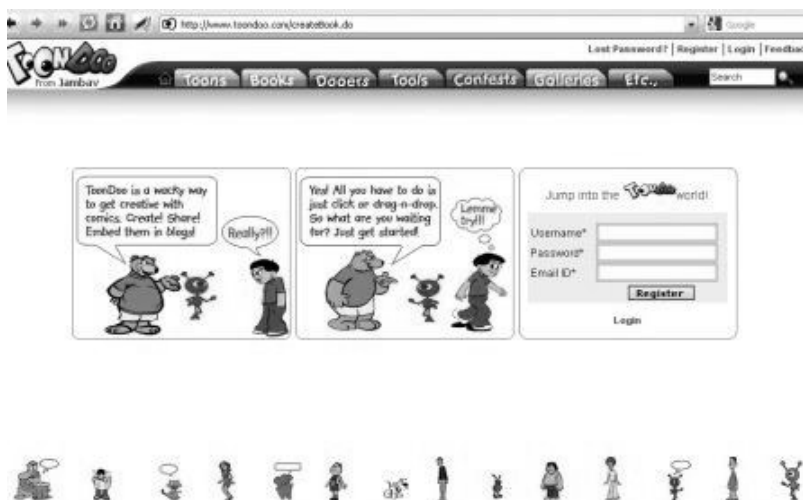 http://www.toondoo.com/createBook.do
Google
Lost Password? | Register | Login | Feedbac
TOONDOO
from Jambav
Toons Books Dooers Tools Contests Galleries Etc.,
Search
ToonDoo is a wacky way
to get creative with
comics. Create! Share!
Embed them in blogs!
Really?!!
Yes! All you have to do is
just click or drag-n-drop.
So what are you waiting
for? Just get started!
Lemme
try!!!
Jump into the ToonDoo world!
Username*
Password*
Email ID*
Register
Login